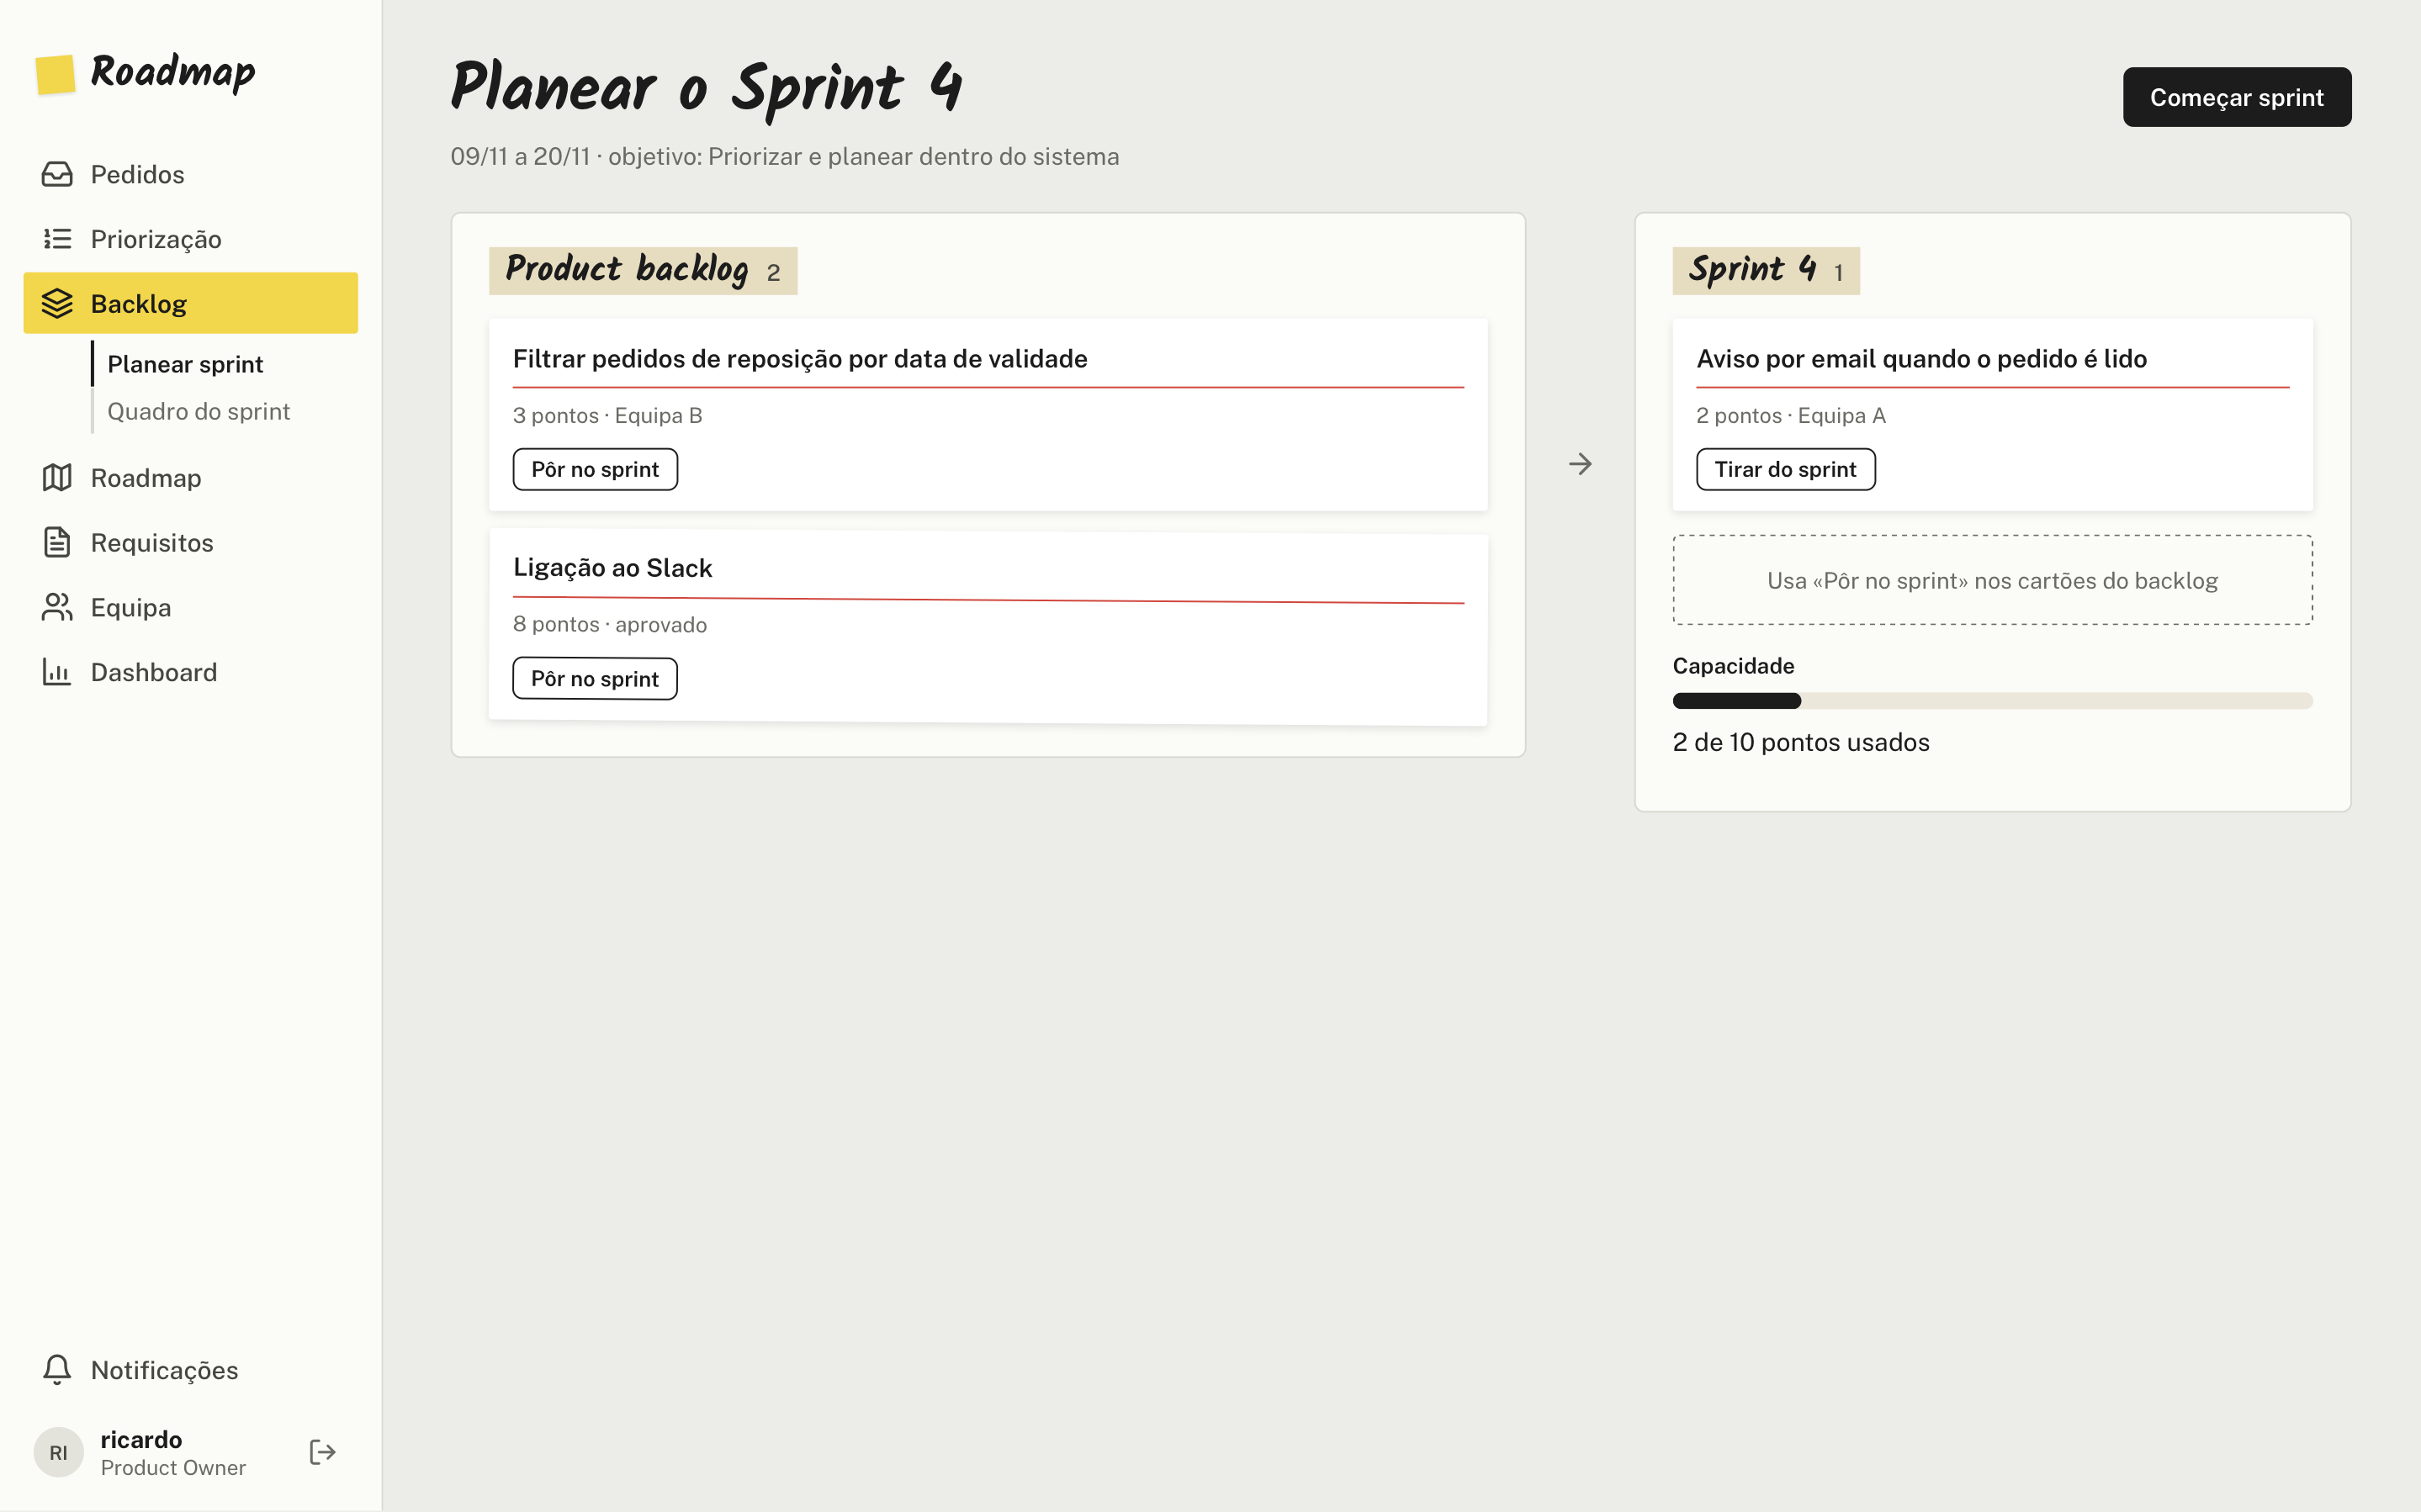 Roadmap
Pedidos
Priorização
Backlog
Planear sprint
Quadro do sprint
Roadmap
Requisitos
Equipa
Dashboard
Notificações
RI
ricardo
Product Owner
Planear o Sprint 4
09/11 a 20/11 · objetivo: Priorizar e planear dentro do sistema
Começar sprint
Product backlog 2
Filtrar pedidos de reposição por data de validade
3 pontos · Equipa B
Pôr no sprint
Ligação ao Slack
8 pontos · aprovado
Pôr no sprint
Sprint 4 1
Aviso por email quando o pedido é lido
2 pontos · Equipa A
Tirar do sprint
Usa «Pôr no sprint» nos cartões do backlog
Capacidade
2 de 10 pontos usados